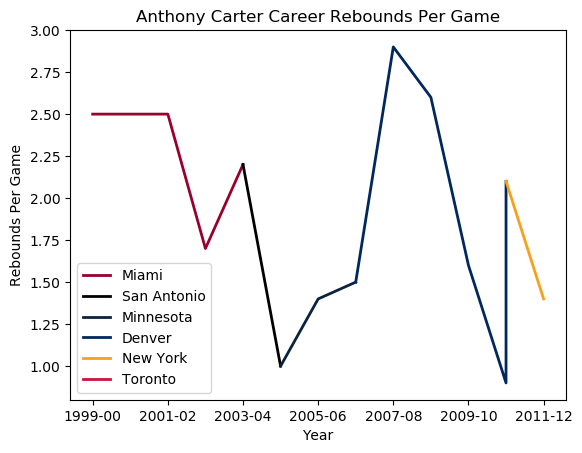 Anthony Carter Career Rebounds Per Game
Rebounds Per Game
3.00
2.75
2.50
2.25
2.00
1.75
1.50
1.25
1.00
Miami
San Antonio
Minnesota
Denver
New York
Toronto
1999-00 2001-02 2003-04 2005-06 2007-08 2009-10 2011-12
Year